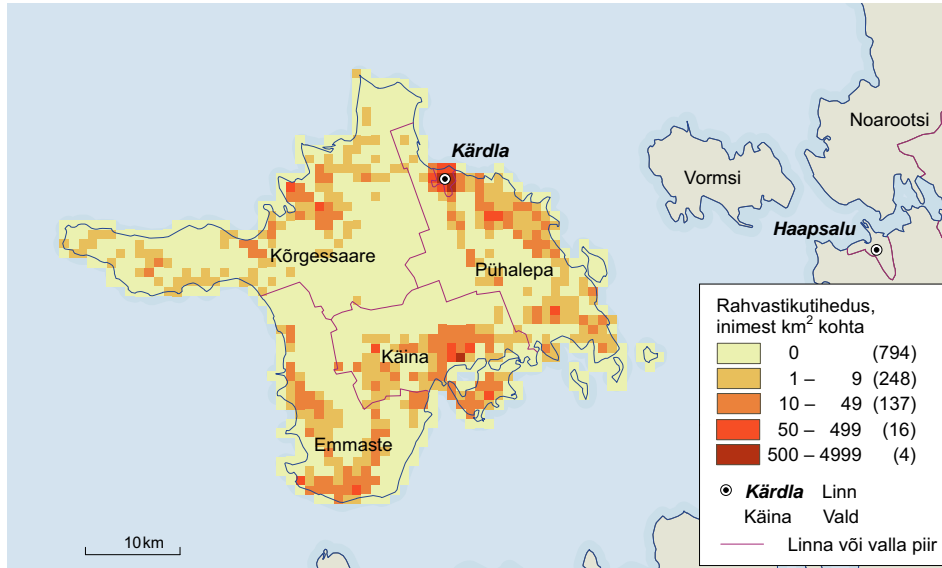 Noarootsi
Kärdla
Vormsi
Haapsalu
Kõrgessaare
Pühalepa
Käina
Emmaste
10 km
Rahvastikutihedus,
inimest km² kohta
0 (794)
1 – 9 (248)
10 – 49 (137)
50 – 499 (16)
500 – 4999 (4)
Kärdla Linn
Käina Vald
Linna või valla piir